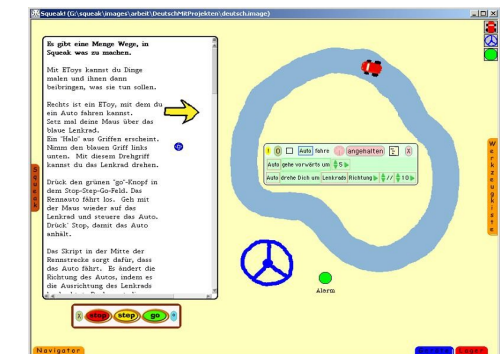 Squeak! (G:\squeak\images\arbeit\DeutschMitProjekten\deutsch.image)
Es gibt eine Menge Wege, in
Squeak was zu machen.
Mit EToys kannst du Dinge
malen und ihnen dann
beibringen, was sie tun sollen.
Rechts ist ein EToy, mit dem du
ein Auto fahren kannst.
Setz mal deine Maus über das
blaue Lenkrad.
Ein "Halo" aus Griffen erscheint.
Nimm den blauen Griff links
unten. Mit diesem Drehgriff
kannst du das Lenkrad drehen.
Drück den grünen "go"-Knopf in
dem Stop-Step-Go-Feld. Das
Rennauto fährt los. Geh mit
der Maus wieder auf das
Lenkrad und steuere das Auto.
Drück' Stop, damit das Auto
anhält.
Das Skript in der Mitte der
Rennstrecke sorgt dafür, dass
das Auto fährt. Es ändert die
Richtung des Autos, indem es
die Ausrichtung des Lenkrads
Auto fahre angehalten
Auto gehe vorwärts um 5
Auto drehe Dich um Lenkrads Richtung // 10
Alarm
stop step go
Squeak
Werkzeugkiste
Navigator
Lager